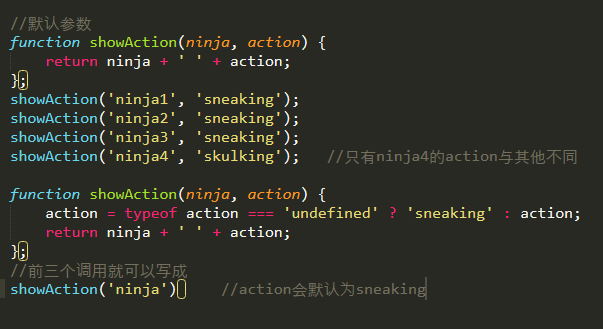 //默认参数
function showAction(ninja, action) {
    return ninja + ' ' + action;
};
showAction('ninja1', 'sneaking');
showAction('ninja2', 'sneaking');
showAction('ninja3', 'sneaking');
showAction('ninja4', 'skulking');   //只有ninja4的action与其他不同
function showAction(ninja, action) {
    action = typeof action === 'undefined' ? 'sneaking' : action;
    return ninja + ' ' + action;
};
//前三个调用就可以写成
showAction('ninja')    //action会默认为sneaking